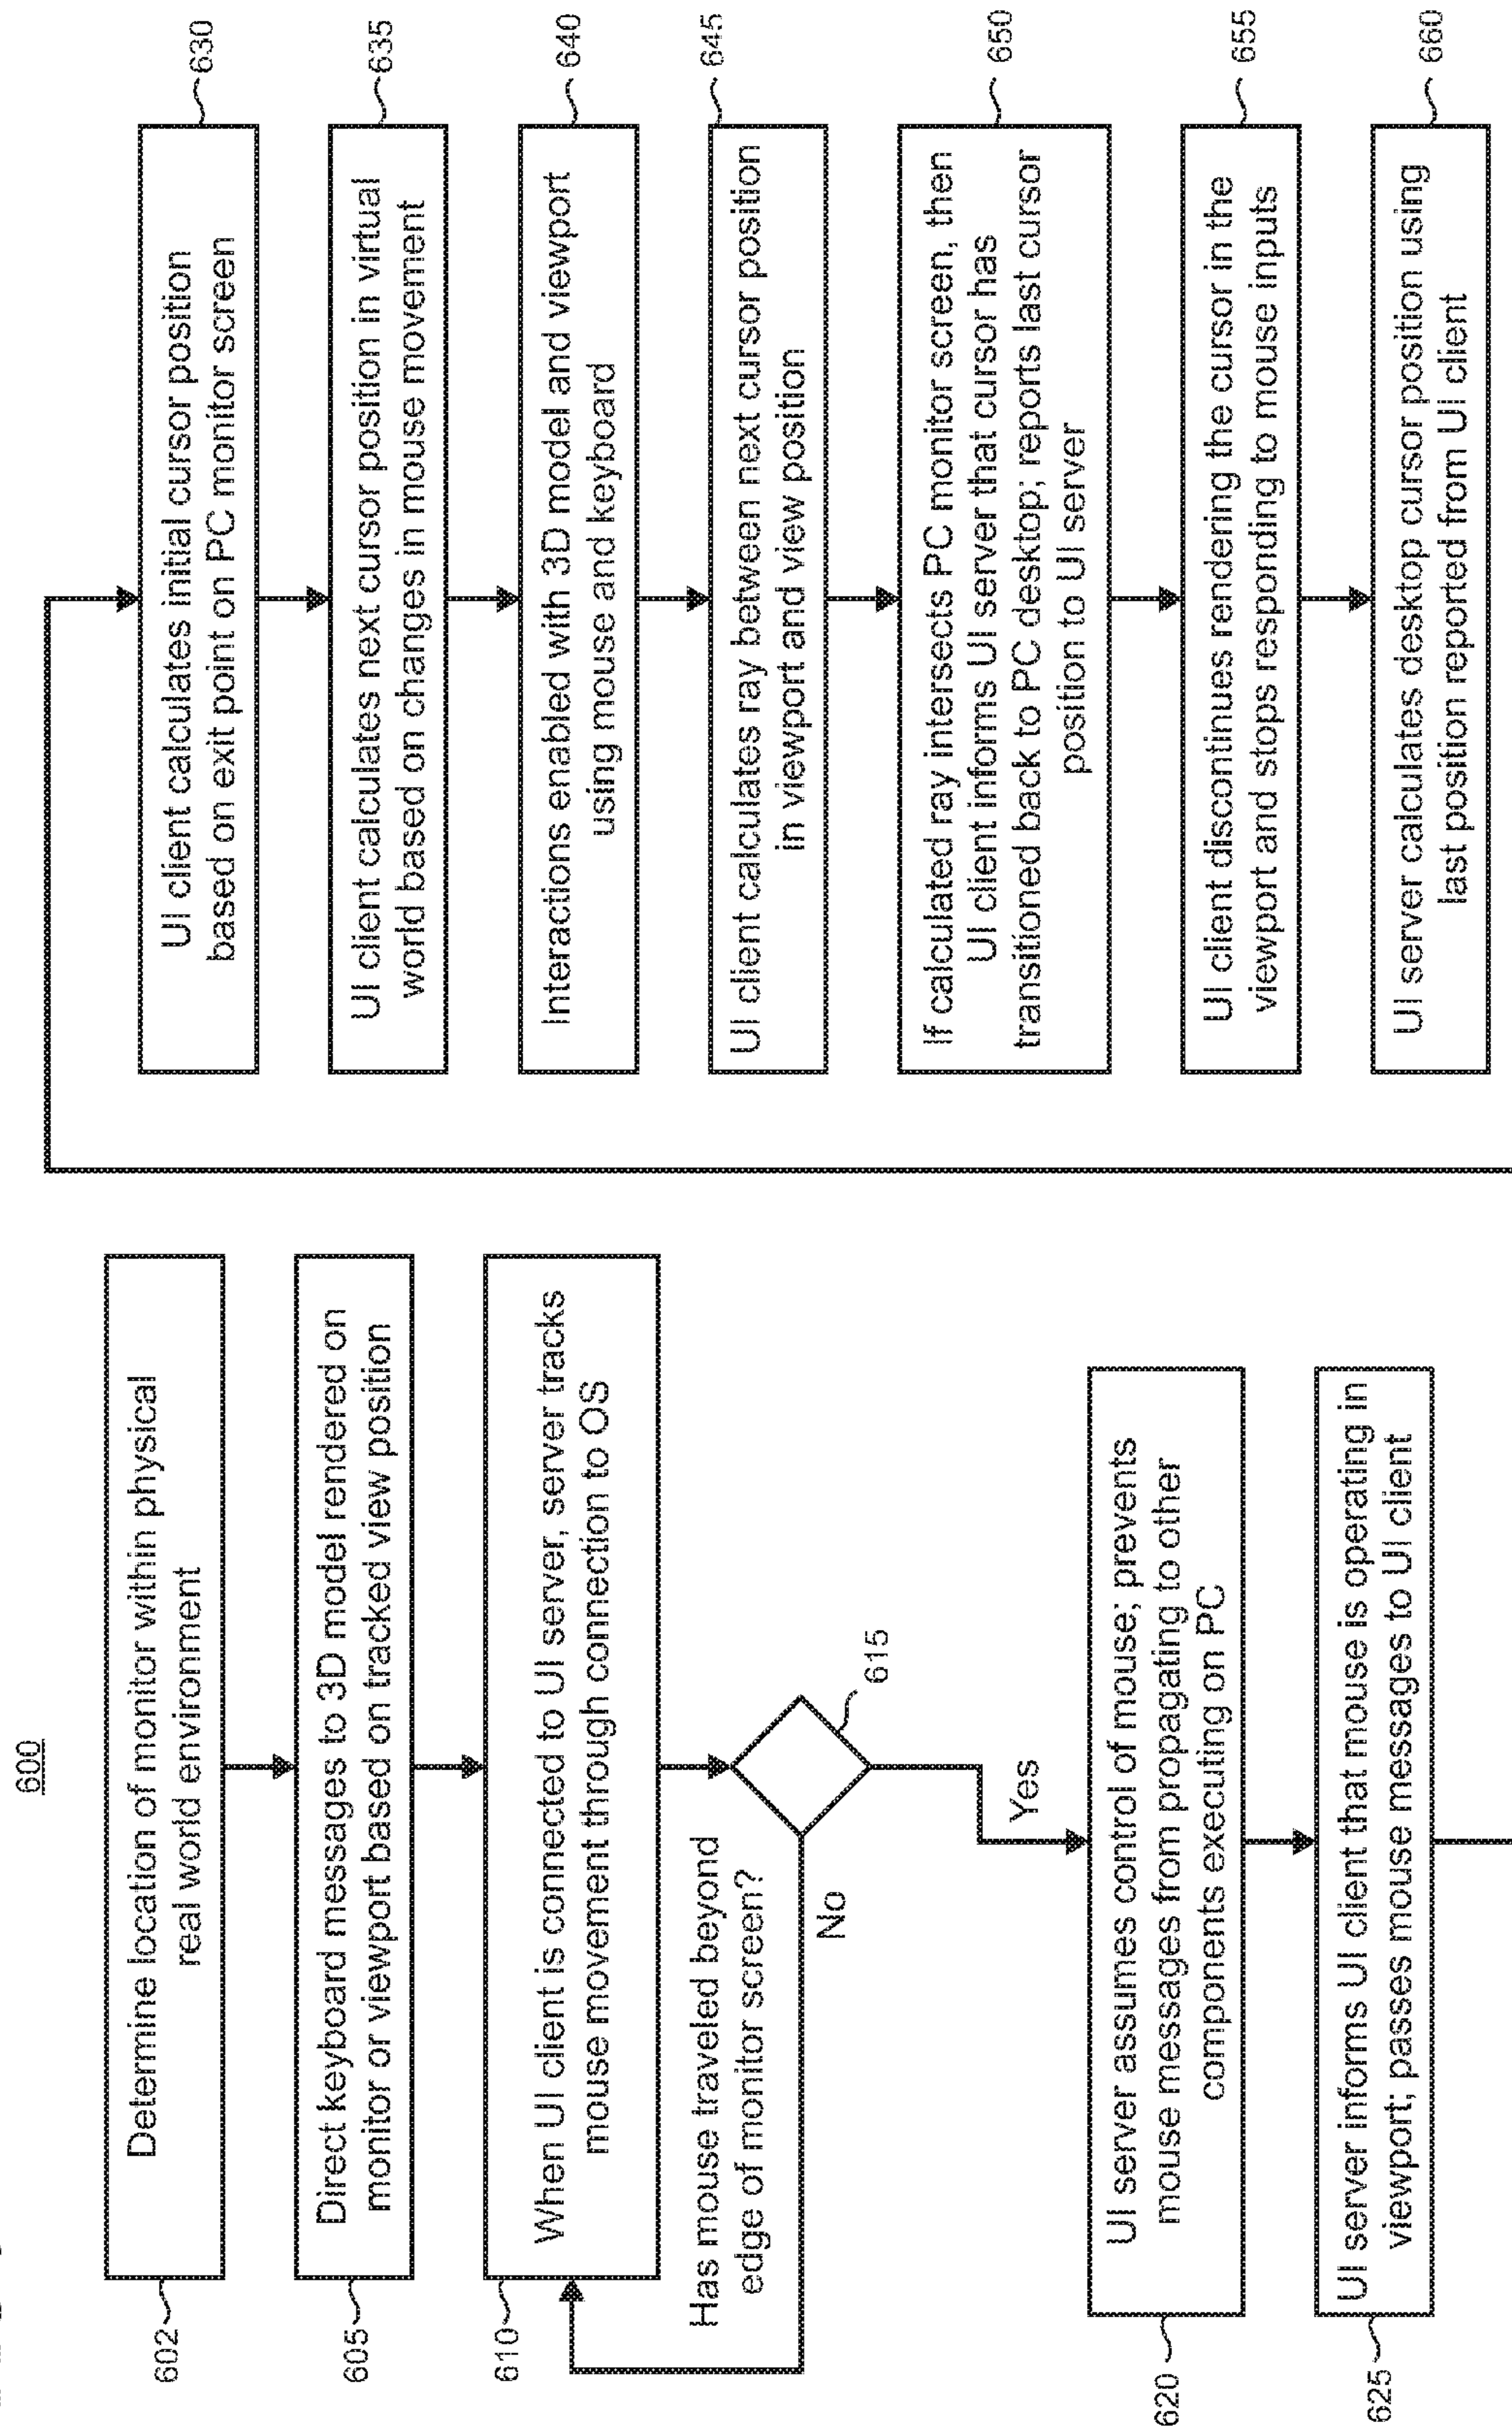 600
602
Determine location of monitor within physical
real world environment
605
Direct keyboard messages to 3D model rendered on
monitor or viewport based on tracked view position
610
When UI client is connected to UI server, server tracks
mouse movement through connection to OS
Has mouse traveled beyond
edge of monitor screen?
615
No
Yes
620
UI server assumes control of mouse; prevents
mouse messages from propagating to other
components executing on PC
625
UI server informs UI client that mouse is operating in
viewport; passes mouse messages to UI client
630
UI client calculates initial cursor position
based on exit point on PC monitor screen
635
UI client calculates next cursor position in virtual
world based on changes in mouse movement
640
Interactions enabled with 3D model and viewport
using mouse and keyboard
645
UI client calculates ray between next cursor position
in viewport and view position
650
If calculated ray intersects PC monitor screen, then
UI client informs UI server that cursor has
transitioned back to PC desktop; reports last cursor
position to UI server
655
UI client discontinues rendering the cursor in the
viewport and stops responding to mouse inputs
660
UI server calculates desktop cursor position using
last position reported from UI client